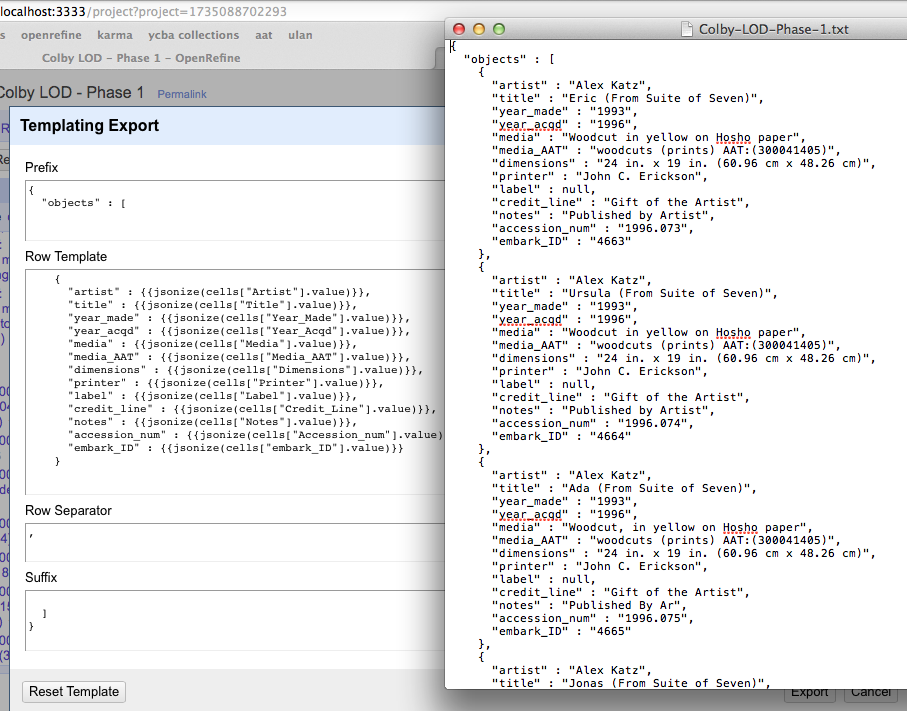 localhost:3333/project?project=1735088702293
s openrefine karma ycba collections aat ulan
Colby LOD - Phase 1 - OpenRefine
Colby LOD - Phase 1 Permalink
Templating Export
Prefix
{
"objects" : [
Row Template
{
"artist" : {{jsonize(cells["Artist"].value)}},
"title" : {{jsonize(cells["Title"].value)}},
"year_made" : {{jsonize(cells["Year_Made"].value)}},
"year_acqd" : {{jsonize(cells["Year_Acqd"].value)}},
"media" : {{jsonize(cells["Media"].value)}},
"media_AAT" : {{jsonize(cells["Media_AAT"].value)}},
"dimensions" : {{jsonize(cells["Dimensions"].value)}},
"printer" : {{jsonize(cells["Printer"].value)}},
"label" : {{jsonize(cells["Label"].value)}},
"credit_line" : {{jsonize(cells["Credit_Line"].value)}},
"notes" : {{jsonize(cells["Notes"].value)}},
"accession_num" : {{jsonize(cells["Accession_num"].value)
"embark_ID" : {{jsonize(cells["embark_ID"].value)}}
}
Row Separator
,
Suffix
]
}
Reset Template
Export Cancel
Colby-LOD-Phase-1.txt
{
"objects" : [
{
"artist" : "Alex Katz",
"title" : "Eric (From Suite of Seven)",
"year_made" : "1993",
"year_acqd" : "1996",
"media" : "Woodcut in yellow on Hosho paper",
"media_AAT" : "woodcuts (prints) AAT:(300041405)",
"dimensions" : "24 in. x 19 in. (60.96 cm x 48.26 cm)",
"printer" : "John C. Erickson",
"label" : null,
"credit_line" : "Gift of the Artist",
"notes" : "Published by Artist",
"accession_num" : "1996.073",
"embark_ID" : "4663"
},
{
"artist" : "Alex Katz",
"title" : "Ursula (From Suite of Seven)",
"year_made" : "1993",
"year_acqd" : "1996",
"media" : "Woodcut in yellow on Hosho paper",
"media_AAT" : "woodcuts (prints) AAT:(300041405)",
"dimensions" : "24 in. x 19 in. (60.96 cm x 48.26 cm)",
"printer" : "John C. Erickson",
"label" : null,
"credit_line" : "Gift of the Artist",
"notes" : "Published by Artist",
"accession_num" : "1996.074",
"embark_ID" : "4664"
},
{
"artist" : "Alex Katz",
"title" : "Ada (From Suite of Seven)",
"year_made" : "1993",
"year_acqd" : "1996",
"media" : "Woodcut, in yellow on Hosho paper",
"media_AAT" : "woodcuts (prints) AAT:(300041405)",
"dimensions" : "24 in. x 19 in. (60.96 cm x 48.26 cm)",
"printer" : "John C. Erickson",
"label" : null,
"credit_line" : "Gift of the Artist",
"notes" : "Published By Ar",
"accession_num" : "1996.075",
"embark_ID" : "4665"
},
{
"artist" : "Alex Katz",
"title" : "Jonas (From Suite of Seven)",